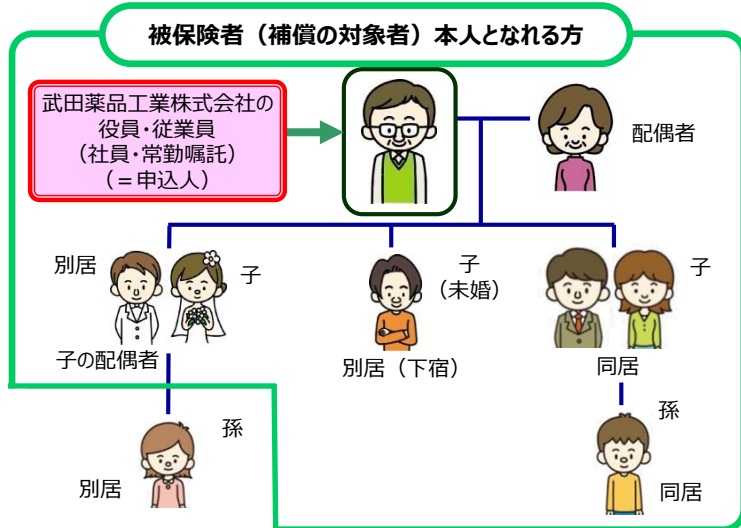 被保険者（補償の対象者）本人となれる方
武田薬品工業株式会社の
役員・従業員
（社員・常勤嘱託）
（＝申込人）
配偶者
別居
子
子の配偶者
子
（未婚）
別居（下宿）
子
同居
孫
別居
孫
同居